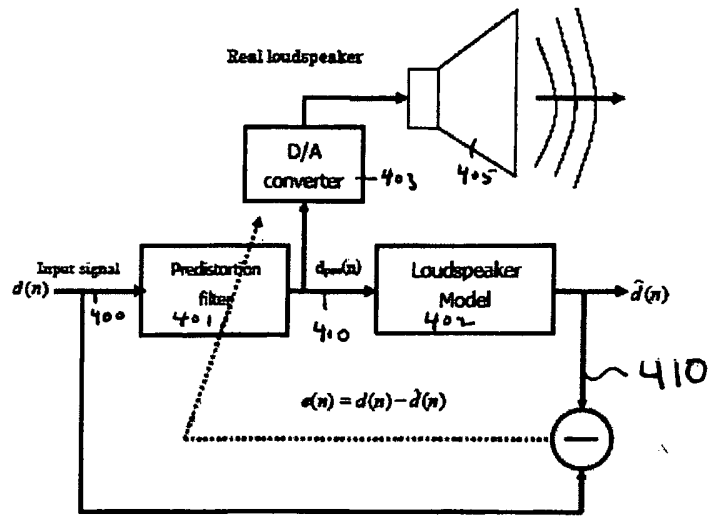 Real loudspeaker
D/A
converter
403
405
Input signal
d(n)
400
Predistortion
filter
401
d_pre(n)
410
Loudspeaker
Model
402
d̂(n)
410
e(n) = d(n) − d̂(n)
−